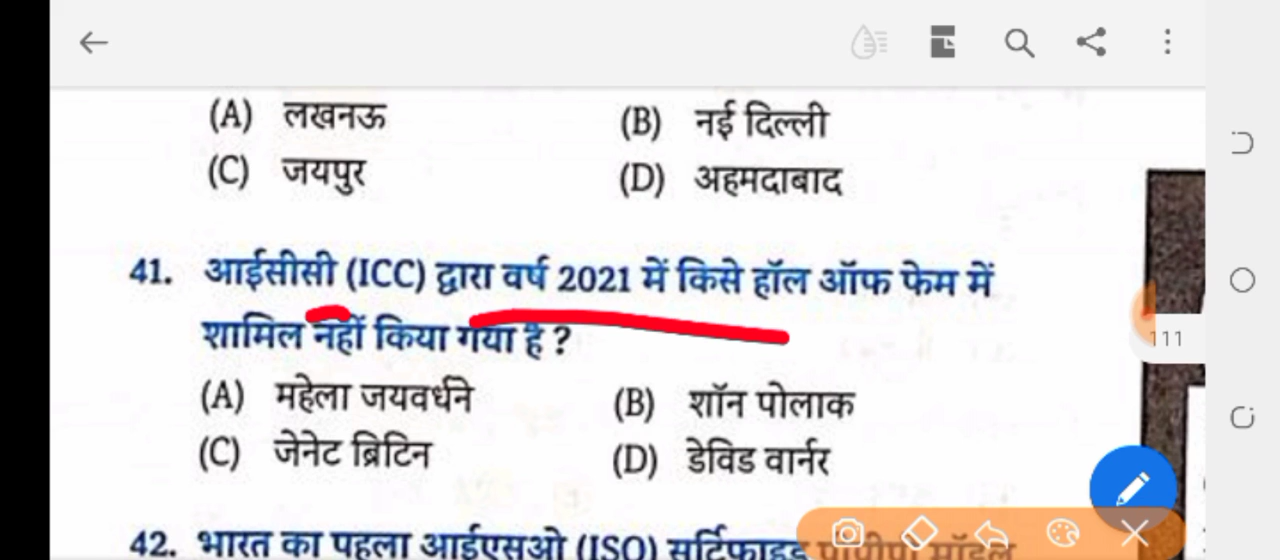 (A) लखनऊ (B) नई दिल्ली
(C) जयपुर (D) अहमदाबाद
41. आईसीसी (ICC) द्वारा वर्ष 2021 में किसे हॉल ऑफ फेम में
शामिल नहीं किया गया है ?
111
(A) महेला जयवर्धने (B) शॉन पोलाक
(C) जेनेट ब्रिटिन (D) डेविड वार्नर
42. भारत का पहला आईएसओ (ISO) सर्टिफाइड